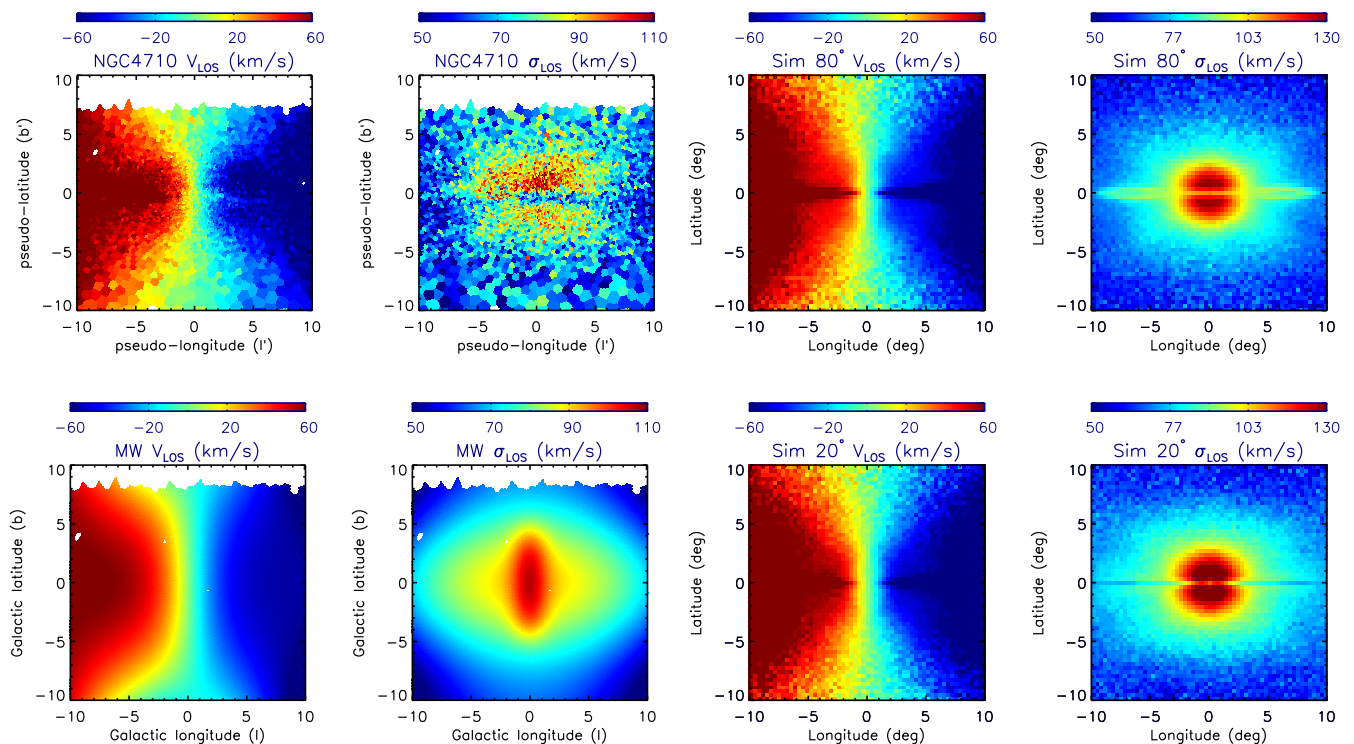 -60 -20 20 60
NGC4710 V_LOS (km/s)
10
5
0
-5
-10
pseudo-latitude (b')
-10 -5 0 5 10
pseudo-longitude (l')
50 70 90 110
NGC4710 σ_LOS (km/s)
10
5
0
-5
-10
pseudo-latitude (b')
-10 -5 0 5 10
pseudo-longitude (l')
-60 -20 20 60
Sim 80° V_LOS (km/s)
10
5
0
-5
-10
Latitude (deg)
-10 -5 0 5 10
Longitude (deg)
50 77 103 130
Sim 80° σ_LOS (km/s)
10
5
0
-5
-10
Latitude (deg)
-10 -5 0 5 10
Longitude (deg)
-60 -20 20 60
MW V_LOS (km/s)
10
5
0
-5
-10
Galactic latitude (b)
-10 -5 0 5 10
Galactic longitude (l)
50 70 90 110
MW σ_LOS (km/s)
10
5
0
-5
-10
Galactic latitude (b)
-10 -5 0 5 10
Galactic longitude (l)
-60 -20 20 60
Sim 20° V_LOS (km/s)
10
5
0
-5
-10
Latitude (deg)
-10 -5 0 5 10
Longitude (deg)
50 77 103 130
Sim 20° σ_LOS (km/s)
10
5
0
-5
-10
Latitude (deg)
-10 -5 0 5 10
Longitude (deg)